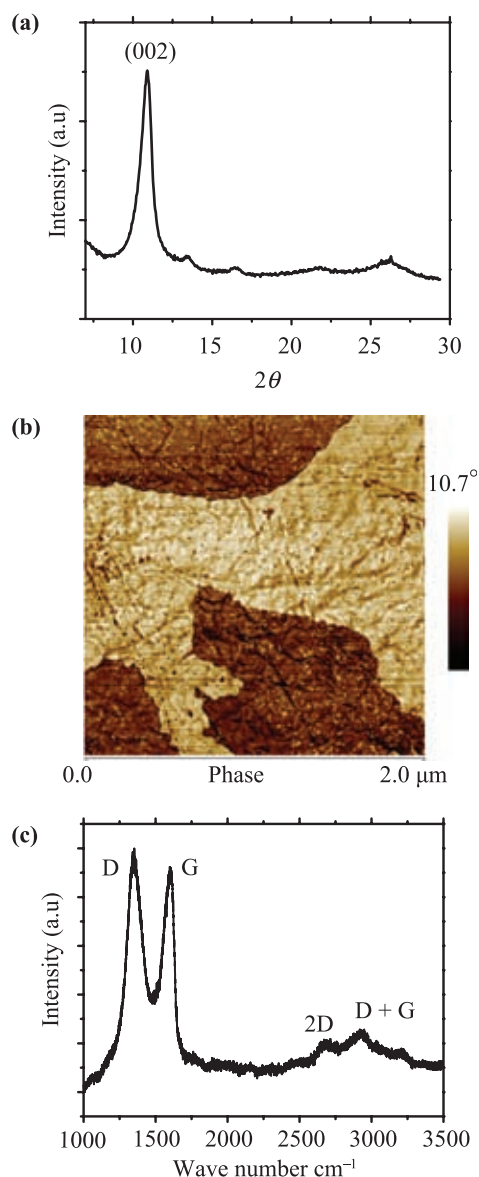 (a)
(002)
Intensity (a.u)
10 15 20 25 30
2θ
(b)
10.7°
0.0 Phase 2.0 μm
(c)
D G
2D D + G
Intensity (a.u)
1000 1500 2000 2500 3000 3500
Wave number cm⁻¹